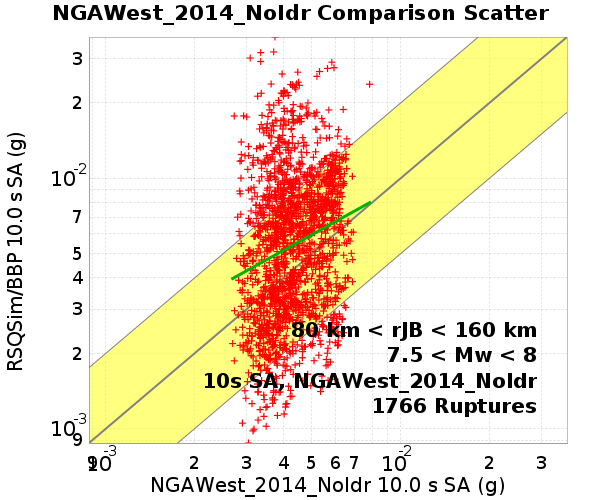 NGAWest_2014_NoIdr Comparison Scatter
RSQSim/BBP 10.0 s SA (g)
3
2
10-2
7
5
4
3
2
10-3
9
80 km < rJB < 160 km
7.5 < Mw < 8
10s SA, NGAWest_2014_NoIdr
1766 Ruptures
9 10-3 2 3 4 5 6 7 10-2 2 3
NGAWest_2014_NoIdr 10.0 s SA (g)